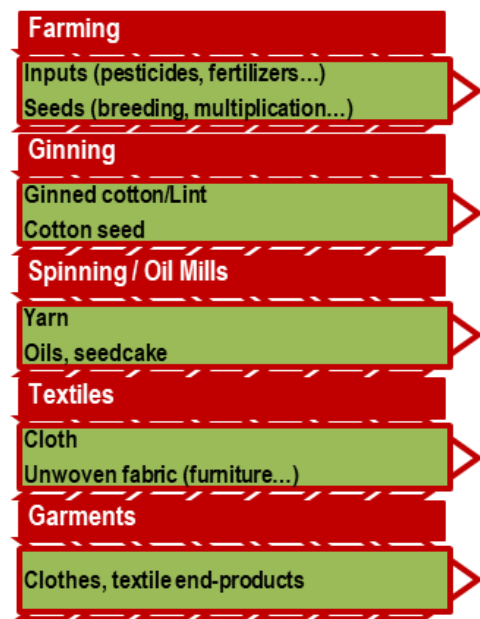 Farming
Inputs (pesticides, fertilizers…)
Seeds (breeding, multiplication…)
Ginning
Ginned cotton/Lint
Cotton seed
Spinning / Oil Mills
Yarn
Oils, seedcake
Textiles
Cloth
Unwoven fabric (furniture…)
Garments
Clothes, textile end-products